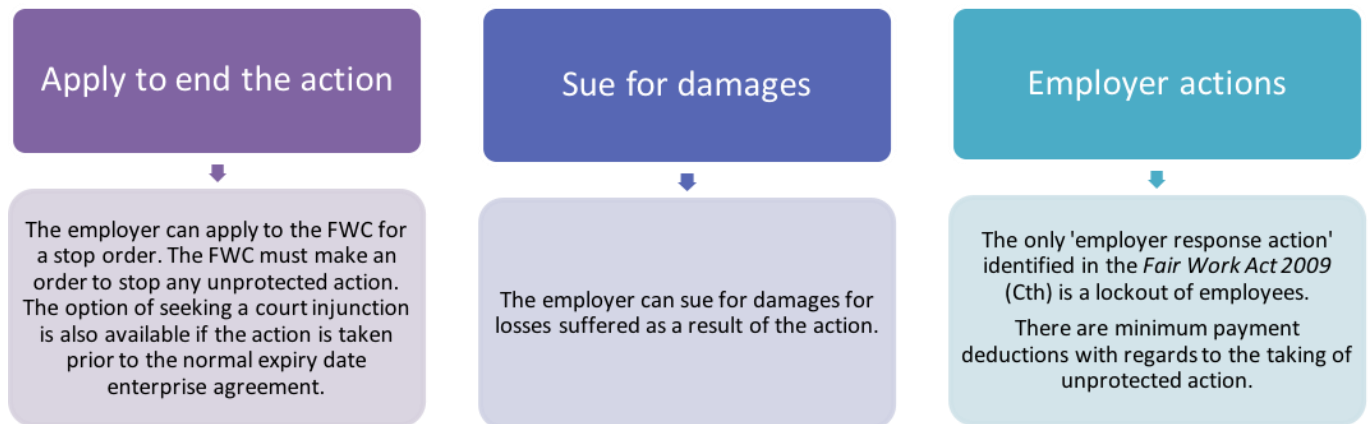 Apply to end the action
The employer can apply to the FWC for
a stop order. The FWC must make an
order to stop any unprotected action.
The option of seeking a court injunction
is also available if the action is taken
prior to the normal expiry date
enterprise agreement.
Sue for damages
The employer can sue for damages for
losses suffered as a result of the action.
Employer actions
The only 'employer response action'
identified in the Fair Work Act 2009
(Cth) is a lockout of employees.
There are minimum payment
deductions with regards to the taking of
unprotected action.